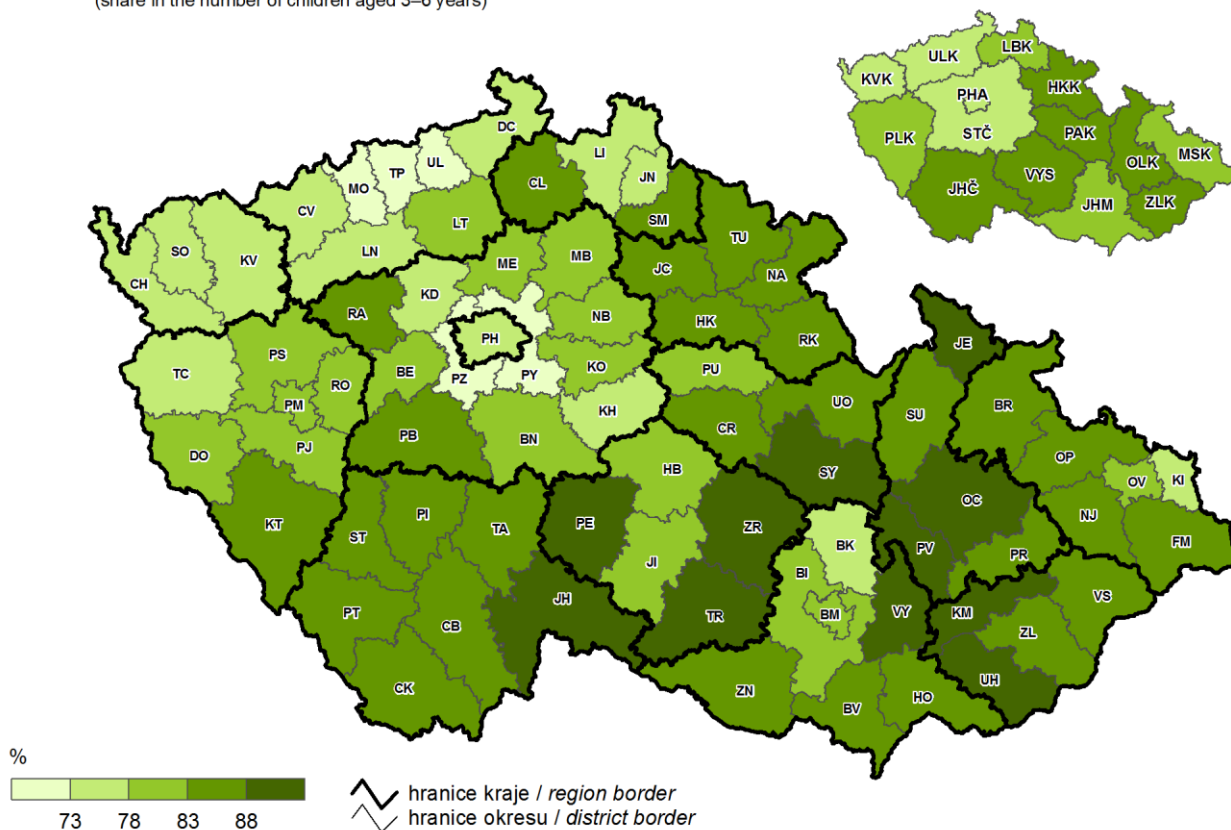 (share in the number of children aged 3–6 years)
ULK
LBK
KVK
HKK
PHA
PLK
STČ
PAK
MSK
OLK
VYS
JHČ
JHM
ZLK
DC
UL
TP
LI
MO
JN
CL
CV
LT
SM
SO
LN
TU
KV
ME
MB
CH
JC
NA
KD
RA
NB
HK
PH
RK
JE
PS
KO
PU
TC
BE
PZ
PY
RO
UO
PM
KH
SU
BR
CR
PB
BN
PJ
DO
OP
HB
SY
OV
KI
OC
PI
KT
ST
TA
PE
ZR
NJ
BK
PV
FM
PR
JI
BI
VS
JH
PT
CB
BM
VY
KM
TR
ZL
UH
CK
ZN
HO
BV
%
73 78 83 88
hranice kraje / region border
hranice okresu / district border